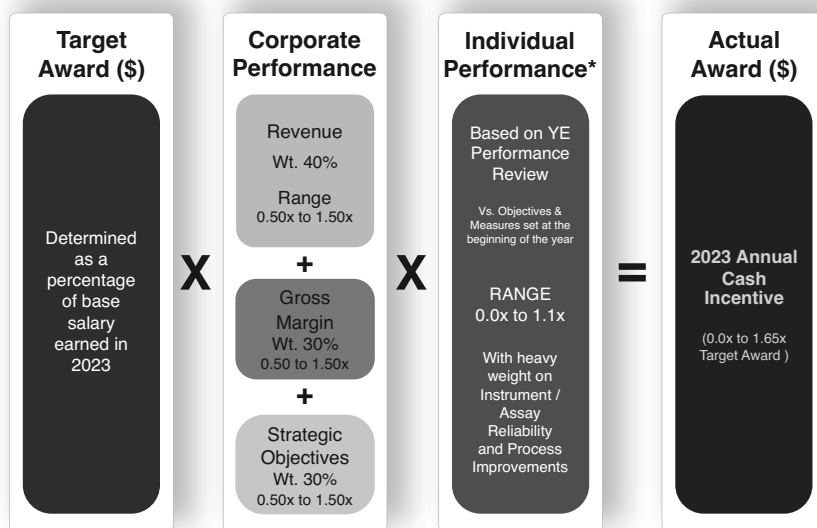 Target
Award ($)
Determined
as a
percentage
of base
salary
earned in
2023
X
Corporate
Performance
Revenue
Wt. 40%
Range
0.50x to 1.50x
+
Gross
Margin
Wt. 30%
0.50 to 1.50x
+
Strategic
Objectives
Wt. 30%
0.50x to 1.50x
X
Individual
Performance*
Based on YE
Performance
Review
Vs. Objectives &
Measures set at the
beginning of the year
RANGE
0.0x to 1.1x
With heavy
weight on
Instrument /
Assay
Reliability
and Process
Improvements
=
Actual
Award ($)
2023 Annual
Cash
Incentive
(0.0x to 1.65x
Target Award )